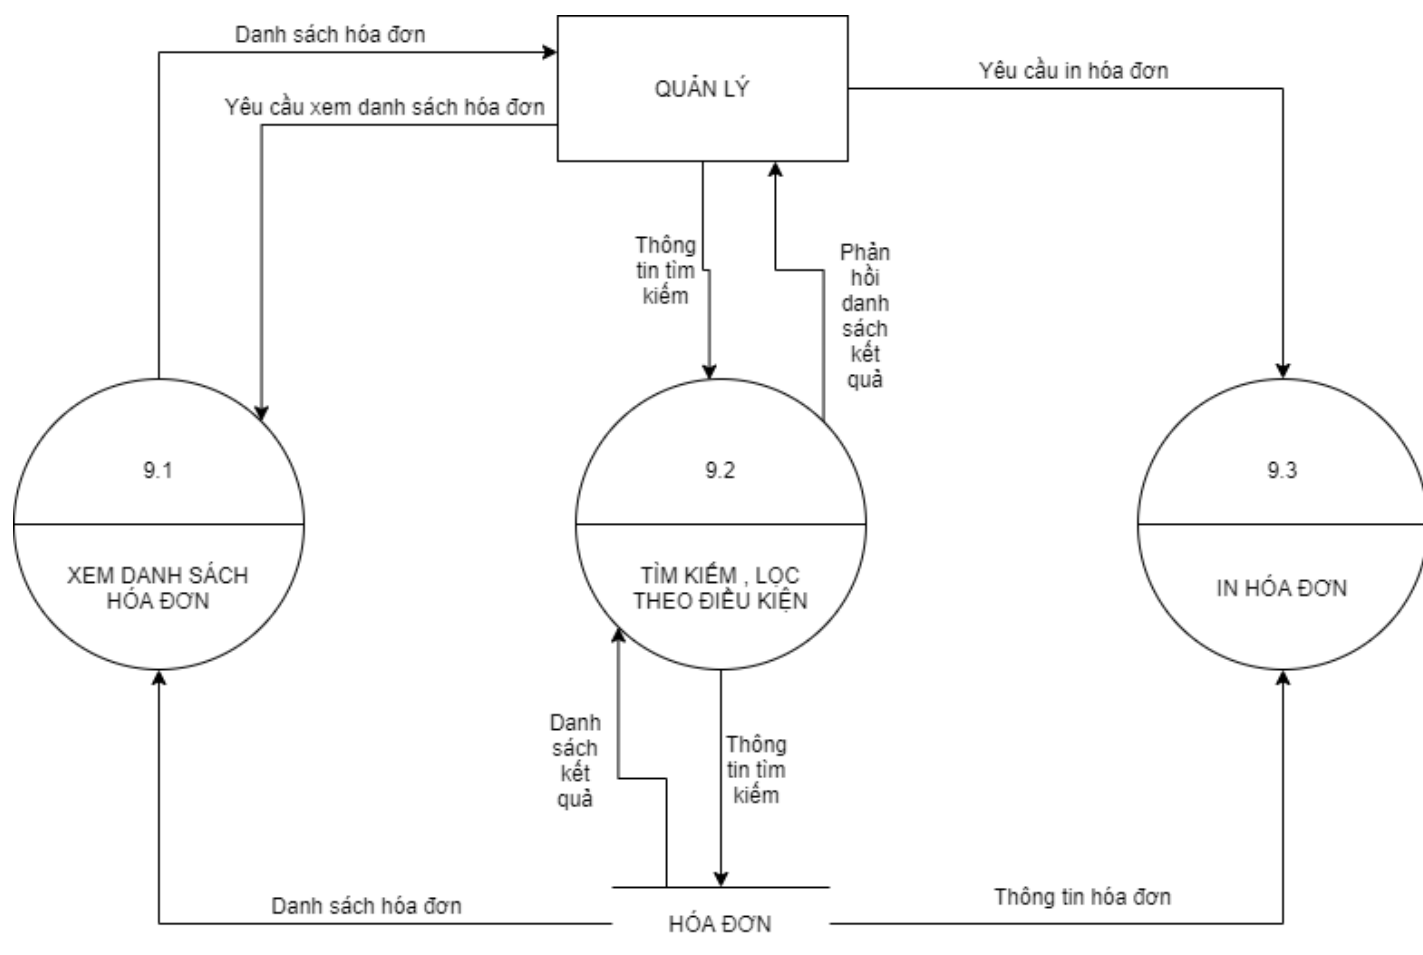 Danh sách hóa đơn
QUẢN LÝ
Yêu cầu in hóa đơn
Yêu cầu xem danh sách hóa đơn
Thông
tin tìm
kiếm
Phản
hồi
danh
sách
kết
quả
9.1
XEM DANH SÁCH
HÓA ĐƠN
9.2
TÌM KIẾM , LỌC
THEO ĐIỀU KIỆN
9.3
IN HÓA ĐƠN
Danh
sách
kết
quả
Thông
tin tìm
kiếm
Danh sách hóa đơn
HÓA ĐƠN
Thông tin hóa đơn